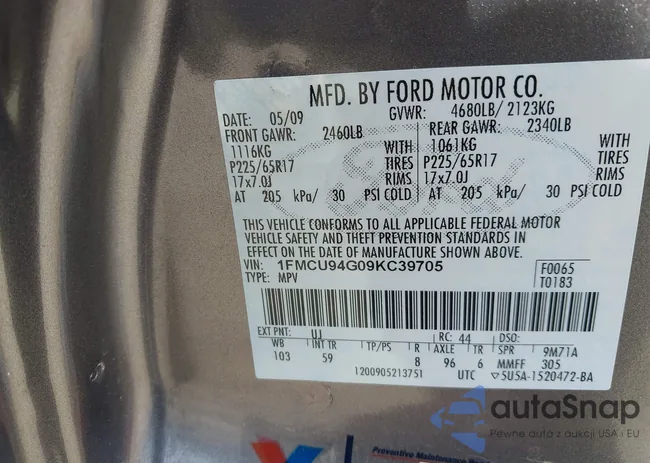 MFD. BY FORD MOTOR CO.
DATE: 05/09 GVWR: 4680LB/ 2123KG
FRONT GAWR: 2460LB REAR GAWR: 2340LB
1116KG WITH 1061KG WITH
P225/65R17 TIRES P225/65R17 TIRES
17x7.0J RIMS 17x7.0J RIMS
AT 205 kPa/ 30 PSI COLD AT 205 kPa/ 30 PSI COLD
THIS VEHICLE CONFORMS TO ALL APPLICABLE FEDERAL MOTOR
VEHICLE SAFETY AND THEFT PREVENTION STANDARDS IN
EFFECT ON THE DATE OF MANUFACTURE SHOWN ABOVE.
VIN: 1FMCU94G09KC39705 F0065
TYPE: MPV T0183
EXT PNT: UJ RC: 44 DSO:
WB INT TR TP/PS R AXLE TR SPR 9M71A
103 59 8 96 6 MMFF 305
1200905213751 UTC 5U5A-1520472-BA
autoSnap
Pewne auta z aukcji USA i EU
Preventive Maintenance